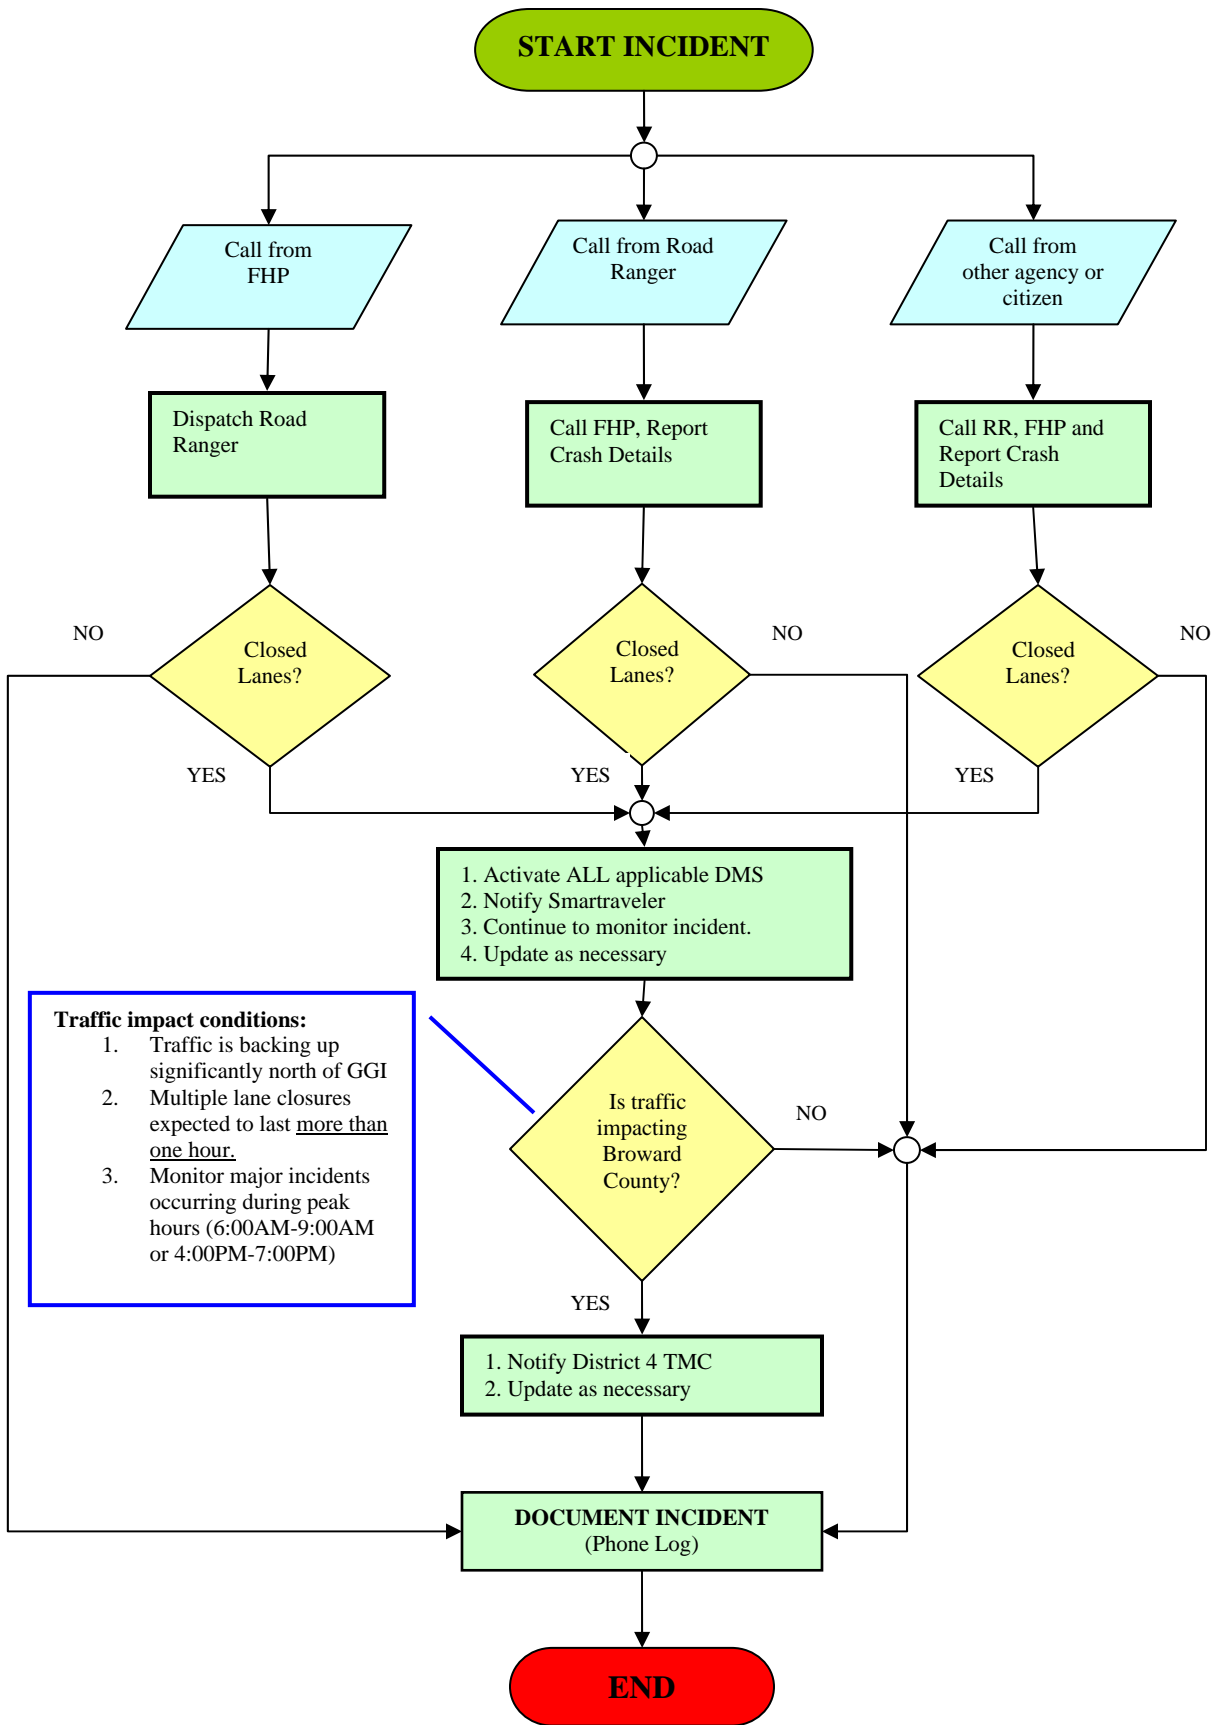 START INCIDENT
Call from
FHP
Call from Road
Ranger
Call from
other agency or
citizen
Dispatch Road
Ranger
Call FHP, Report
Crash Details
Call RR, FHP and
Report Crash
Details
NO
Closed
Lanes?
YES
Closed
Lanes?
NO
YES
Closed
Lanes?
NO
YES
1. Activate ALL applicable DMS
2. Notify Smartraveler
3. Continue to monitor incident.
4. Update as necessary
Traffic impact conditions:
1. Traffic is backing up
significantly north of GGI
2. Multiple lane closures
expected to last more than
one hour.
3. Monitor major incidents
occurring during peak
hours (6:00AM-9:00AM
or 4:00PM-7:00PM)
Is traffic
impacting
Broward
County?
NO
YES
1. Notify District 4 TMC
2. Update as necessary
DOCUMENT INCIDENT
(Phone Log)
END